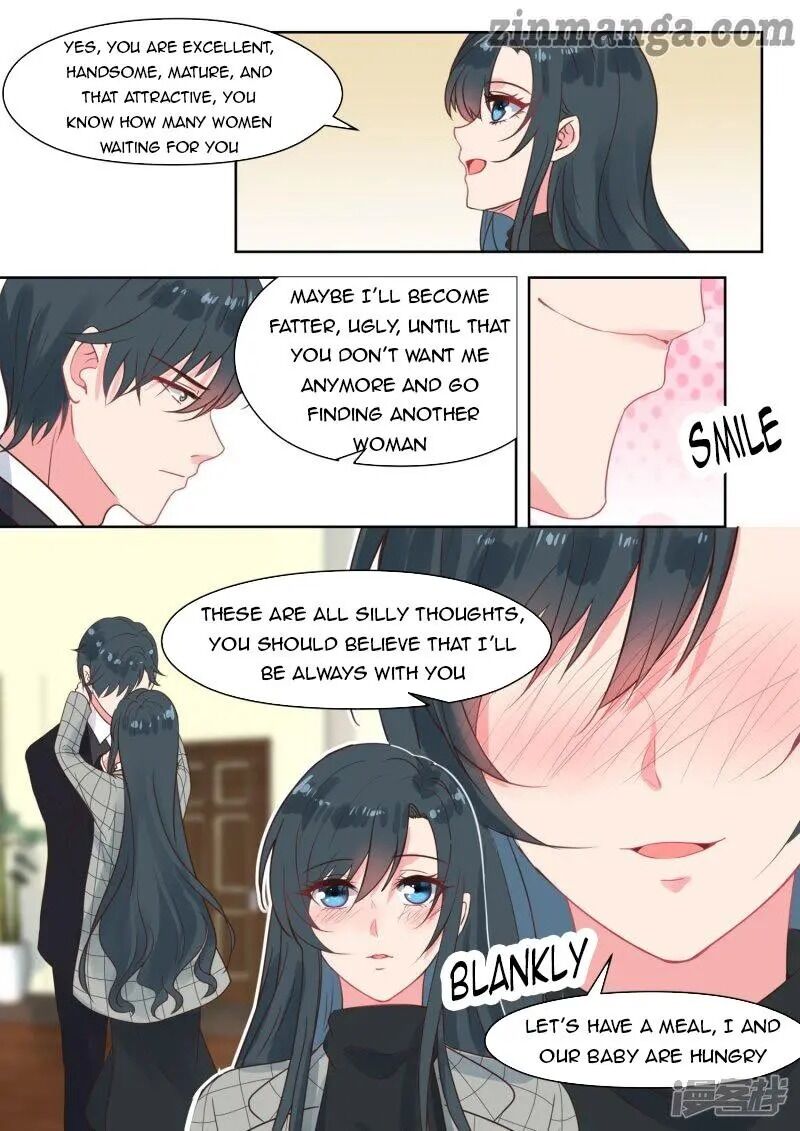 zinmanga.com
YES, YOU ARE EXCELLENT,
HANDSOME, MATURE, AND
THAT ATTRACTIVE, YOU
KNOW HOW MANY WOMEN
WAITING FOR YOU
MAYBE I'LL BECOME
FATTER, UGLY, UNTIL THAT
YOU DON'T WANT ME
ANYMORE AND GO
FINDING ANOTHER
WOMAN
SMILE
THESE ARE ALL SILLY THOUGHTS,
YOU SHOULD BELIEVE THAT I'LL
BE ALWAYS WITH YOU
BLANKLY
LET'S HAVE A MEAL, I AND
OUR BABY ARE HUNGRY
漫客栈